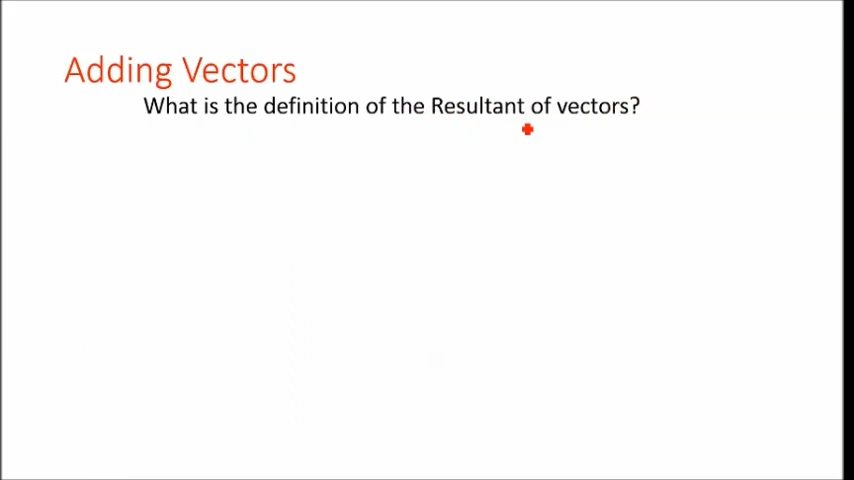 Adding Vectors
What is the definition of the Resultant of vectors?